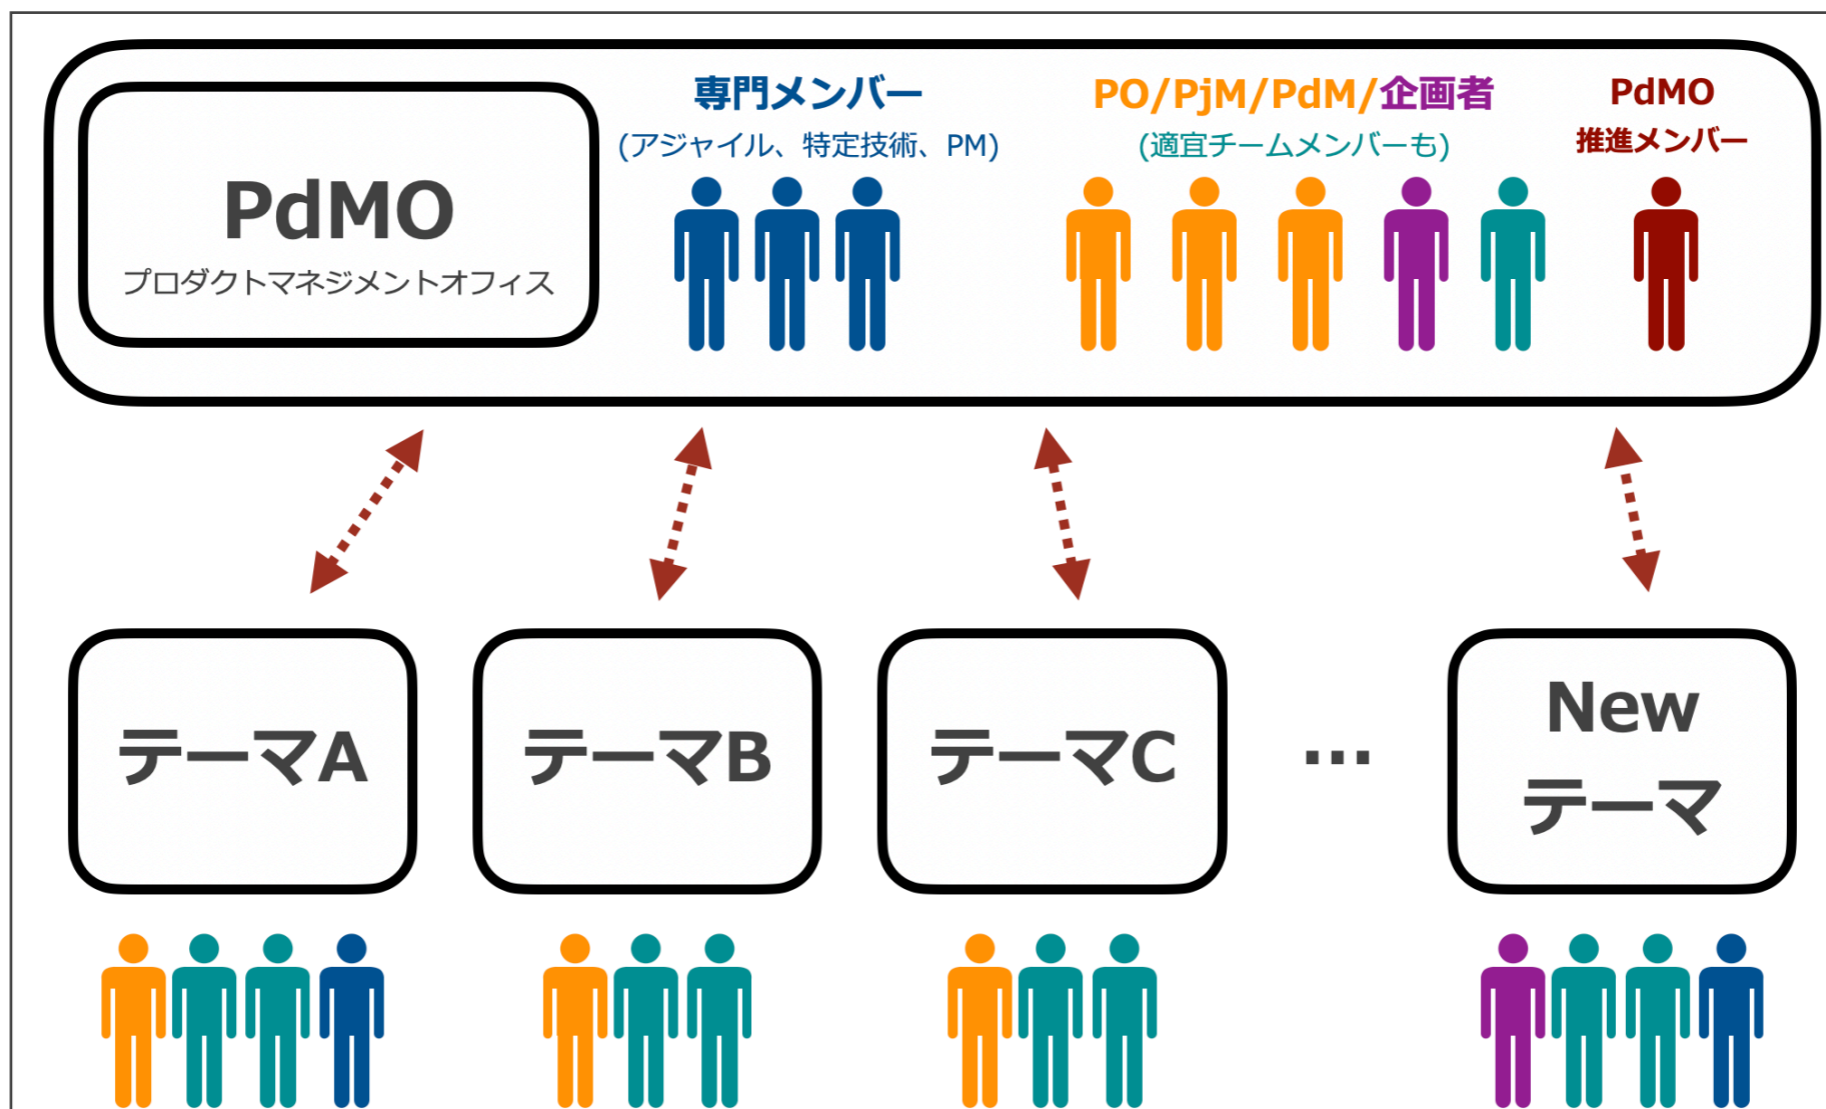 専門メンバー
(アジャイル、特定技術、PM)
PO/PjM/PdM/企画者
(適宜チームメンバーも)
PdMO
推進メンバー
PdMO
プロダクトマネジメントオフィス
テーマA
テーマB
テーマC
...
New
テーマ